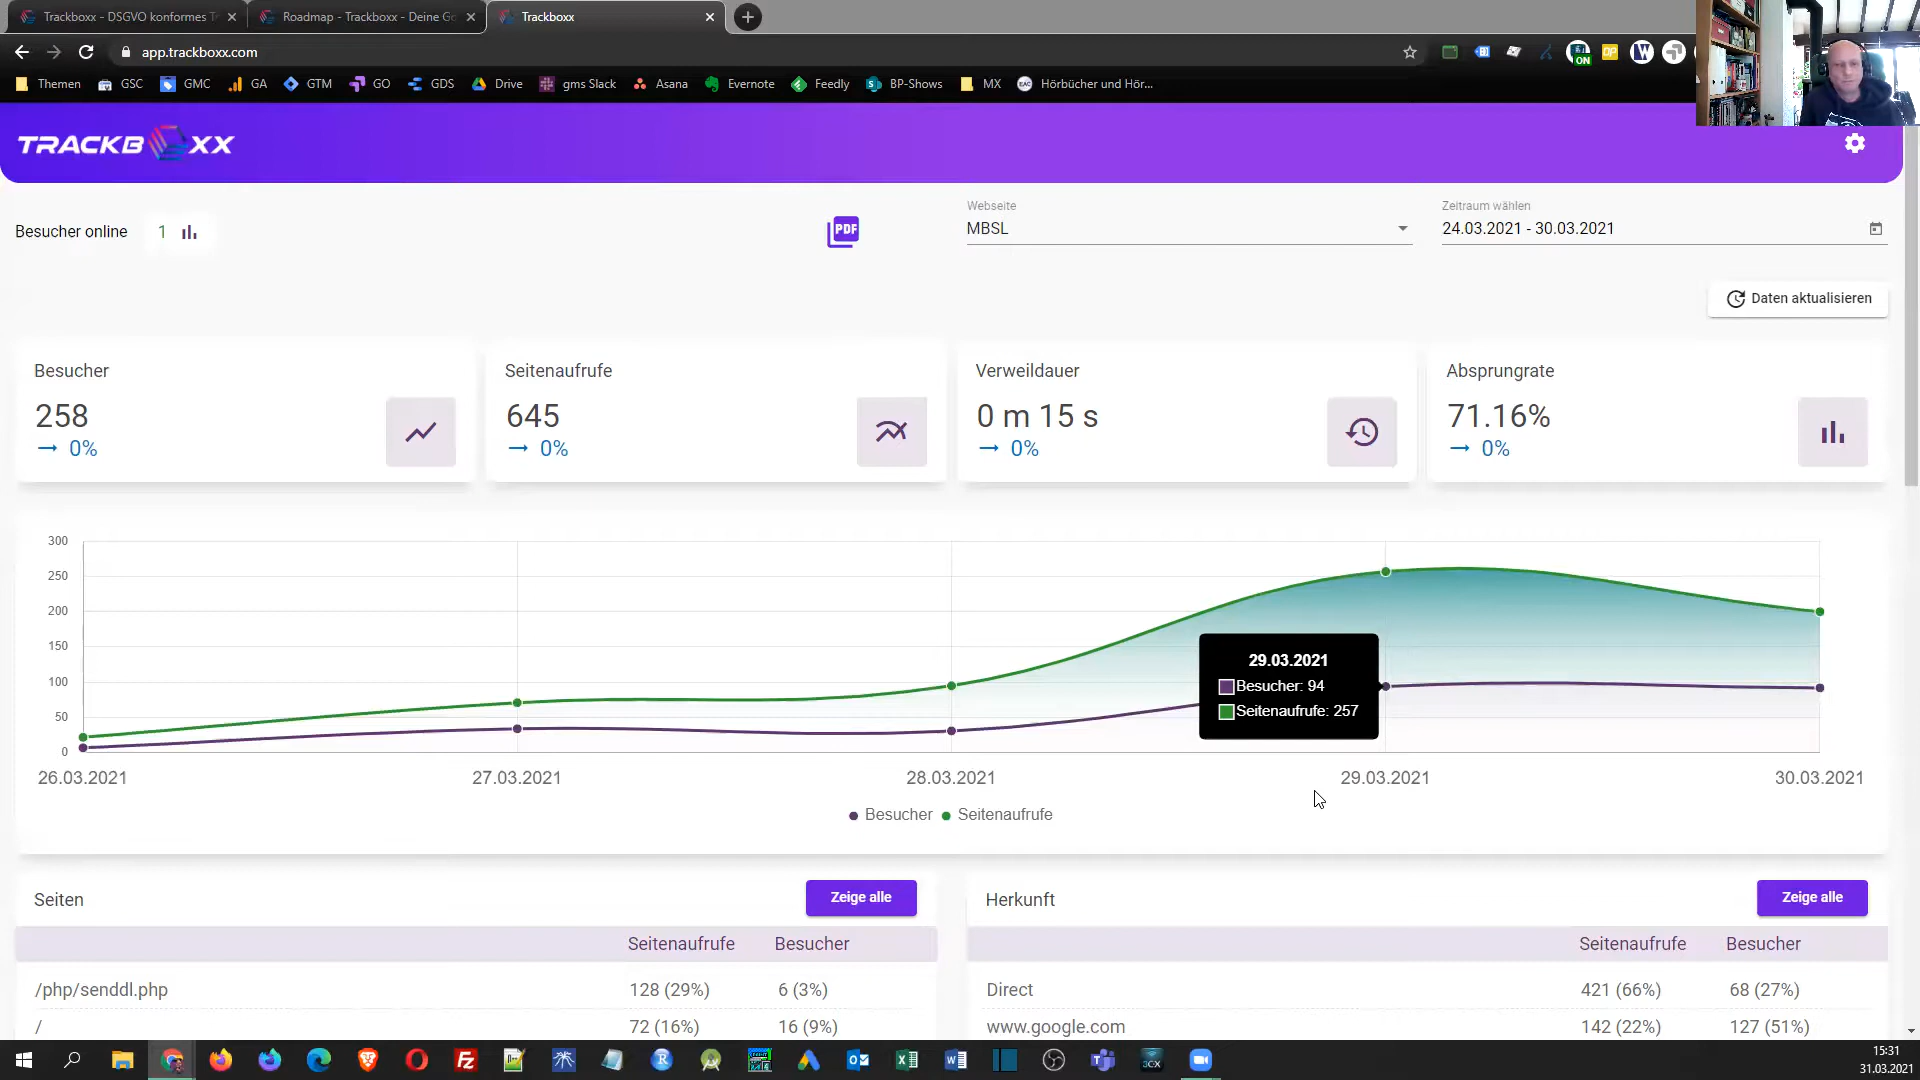 Trackboxx - DSGVO konformes T
Roadmap - Trackboxx - Deine Go
Trackboxx
app.trackboxx.com
ON
Themen
GSC
GMC
GA
GTM
GO
GDS
Drive
gms Slack
Asana
Evernote
Feedly
BP-Shows
MX
Hörbücher und Hör...
TRACKBOXX
Besucher online
1
PDF
Webseite
MBSL
Zeitraum wählen
24.03.2021 - 30.03.2021
Daten aktualisieren
Besucher
258
→ 0%
Seitenaufrufe
645
→ 0%
Verweildauer
0 m 15 s
→ 0%
Absprungrate
71.16%
→ 0%
300
250
200
150
100
50
0
29.03.2021
Besucher: 94
Seitenaufrufe: 257
26.03.2021
27.03.2021
28.03.2021
29.03.2021
30.03.2021
Besucher
Seitenaufrufe
Seiten
Zeige alle
Seitenaufrufe
Besucher
/php/senddl.php
128 (29%)
6 (3%)
/
72 (16%)
16 (9%)
Herkunft
Zeige alle
Seitenaufrufe
Besucher
Direct
421 (66%)
68 (27%)
www.google.com
142 (22%)
127 (51%)
15:31
31.03.2021